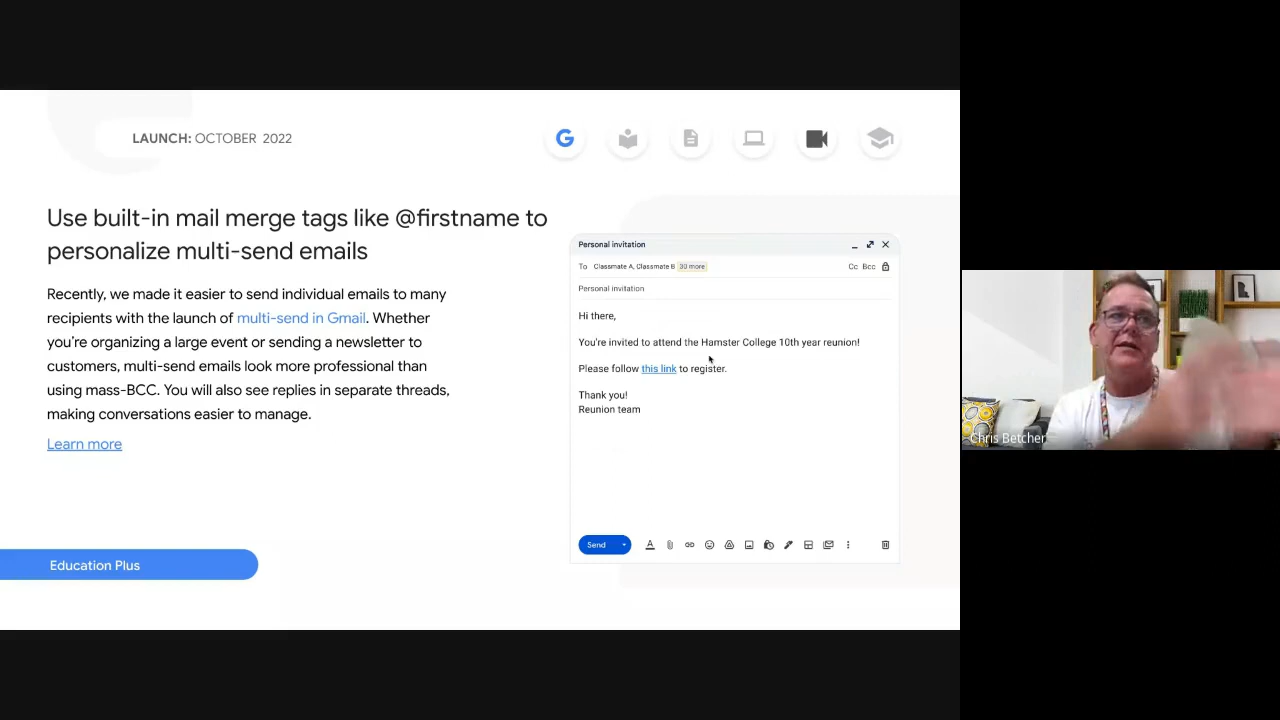 LAUNCH: OCTOBER 2022
Use built-in mail merge tags like @firstname to
personalize multi-send emails
Recently, we made it easier to send individual emails to many
recipients with the launch of multi-send in Gmail. Whether
you're organizing a large event or sending a newsletter to
customers, multi-send emails look more professional than
using mass-BCC. You will also see replies in separate threads,
making conversations easier to manage.
Learn more
Education Plus
Personal invitation
To Classmate A, Classmate B 30 more Cc Bcc
Personal invitation
Hi there,
You're invited to attend the Hamster College 10th year reunion!
Please follow this link to register.
Thank you!
Reunion team
Send
Chris Betcher